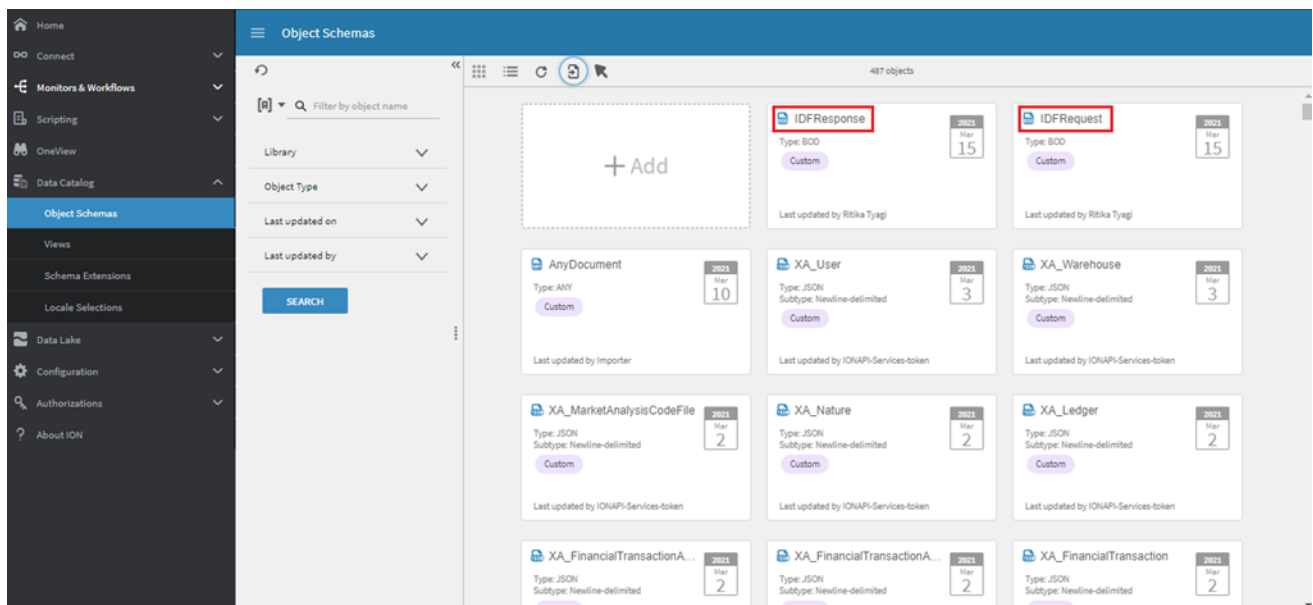 Home
Connect
Monitors & Workflows
Scripting
OneView
Data Catalog
Object Schemas
Views
Schema Extensions
Locale Selections
Data Lake
Configuration
Authorizations
? About ION
Object Schemas
[A] Filter by object name
Library
Object Type
Last updated on
Last updated by
SEARCH
487 objects
+ Add
IDFResponse
Type: BOD
Custom
2021
Mar
15
Last updated by Ritika Tyagi
IDFRequest
Type: BOD
Custom
2021
Mar
15
Last updated by Ritika Tyagi
AnyDocument
Type: ANY
Custom
2021
Mar
10
Last updated by Importer
XA_User
Type: JSON
Subtype: Newline-delimited
Custom
2021
Mar
3
Last updated by IONAPI-Services-token
XA_Warehouse
Type: JSON
Subtype: Newline-delimited
Custom
2021
Mar
3
Last updated by IONAPI-Services-token
XA_MarketAnalysisCodeFile
Type: JSON
Subtype: Newline-delimited
Custom
2021
Mar
2
Last updated by IONAPI-Services-token
XA_Nature
Type: JSON
Subtype: Newline-delimited
Custom
2021
Mar
2
Last updated by IONAPI-Services-token
XA_Ledger
Type: JSON
Subtype: Newline-delimited
Custom
2021
Mar
2
Last updated by IONAPI-Services-token
XA_FinancialTransactionA...
Type: JSON
Subtype: Newline-delimited
2021
Mar
2
XA_FinancialTransactionA...
Type: JSON
Subtype: Newline-delimited
2021
Mar
2
XA_FinancialTransaction
Type: JSON
Subtype: Newline-delimited
2021
Mar
2